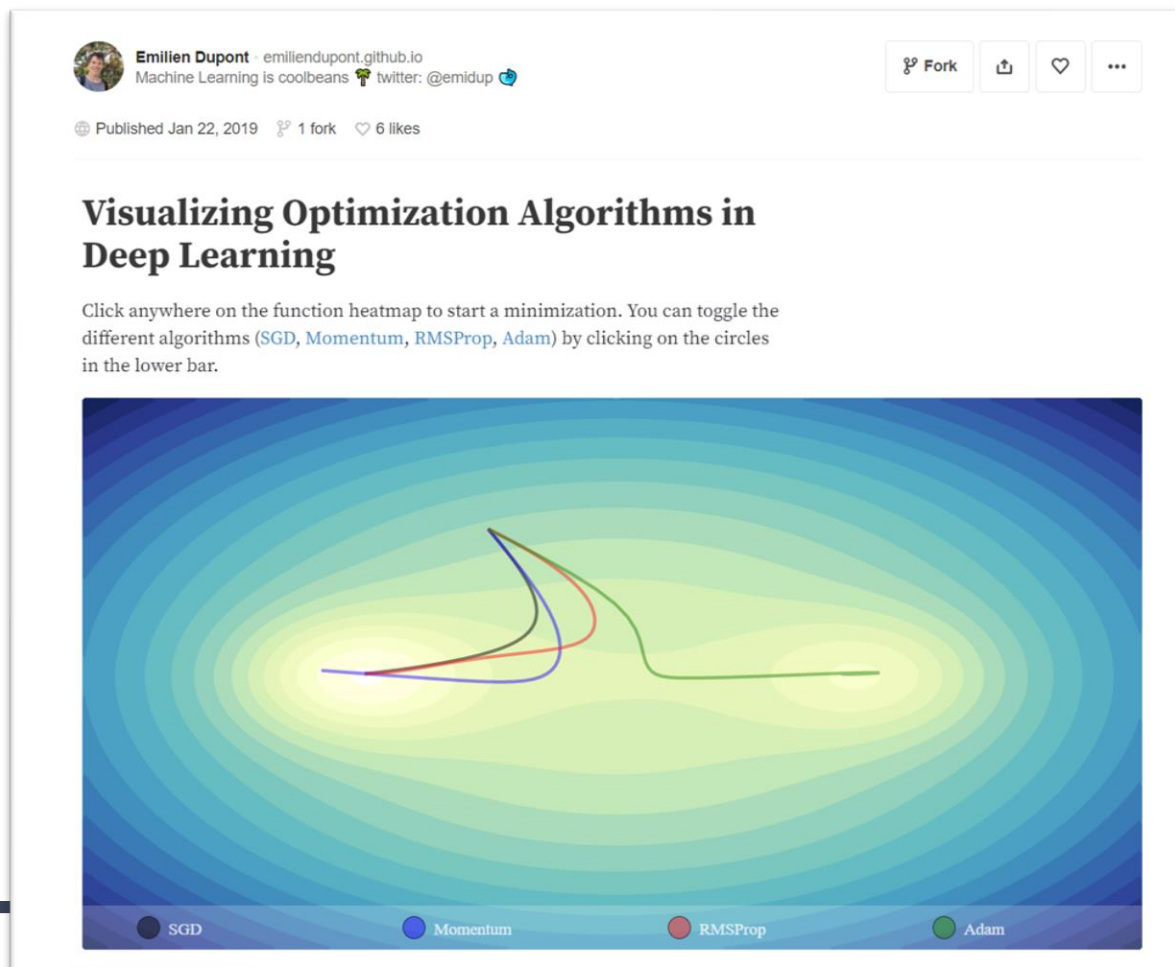 Emilien Dupont · emiliendupont.github.io
Machine Learning is coolbeans 🌴 twitter: @emidup 🐦
Fork
Published Jan 22, 2019 1 fork 6 likes
Visualizing Optimization Algorithms in
Deep Learning
Click anywhere on the function heatmap to start a minimization. You can toggle the
different algorithms (SGD, Momentum, RMSProp, Adam) by clicking on the circles
in the lower bar.
SGD Momentum RMSProp Adam